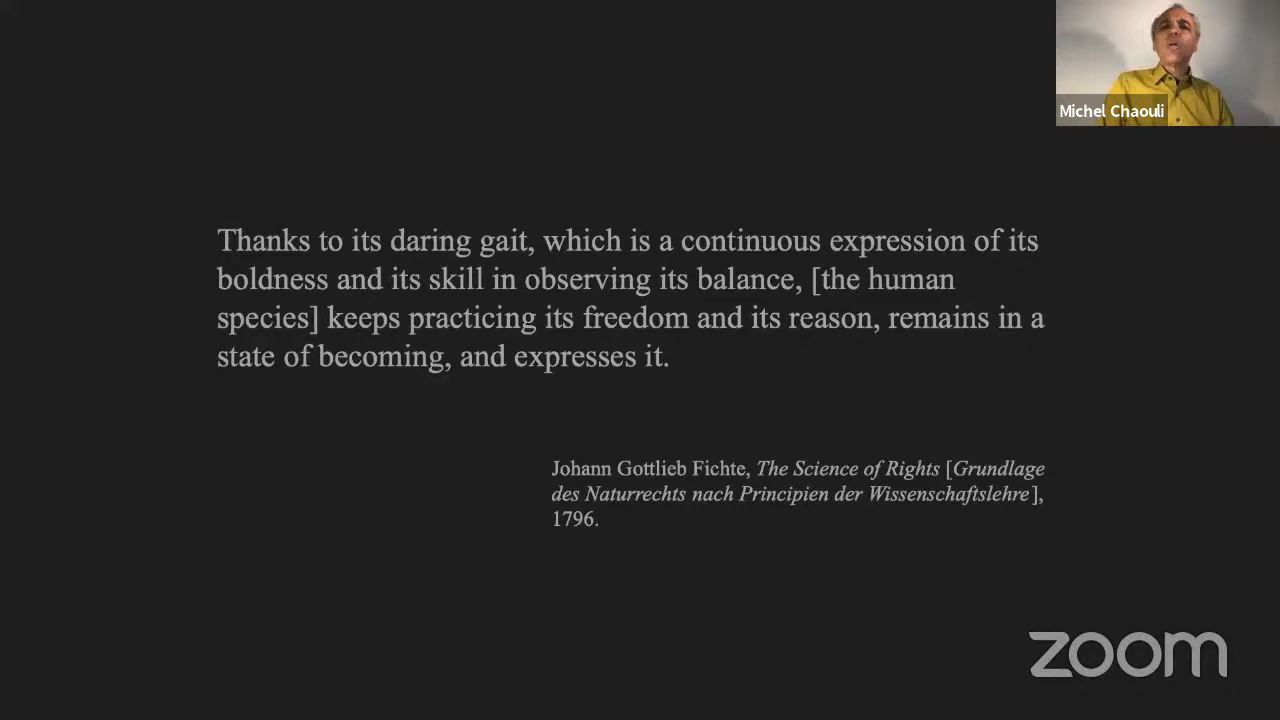 Michel Chaouli
Thanks to its daring gait, which is a continuous expression of its
boldness and its skill in observing its balance, [the human
species] keeps practicing its freedom and its reason, remains in a
state of becoming, and expresses it.
Johann Gottlieb Fichte, The Science of Rights [Grundlage
des Naturrechts nach Principien der Wissenschaftslehre],
1796.
zoom